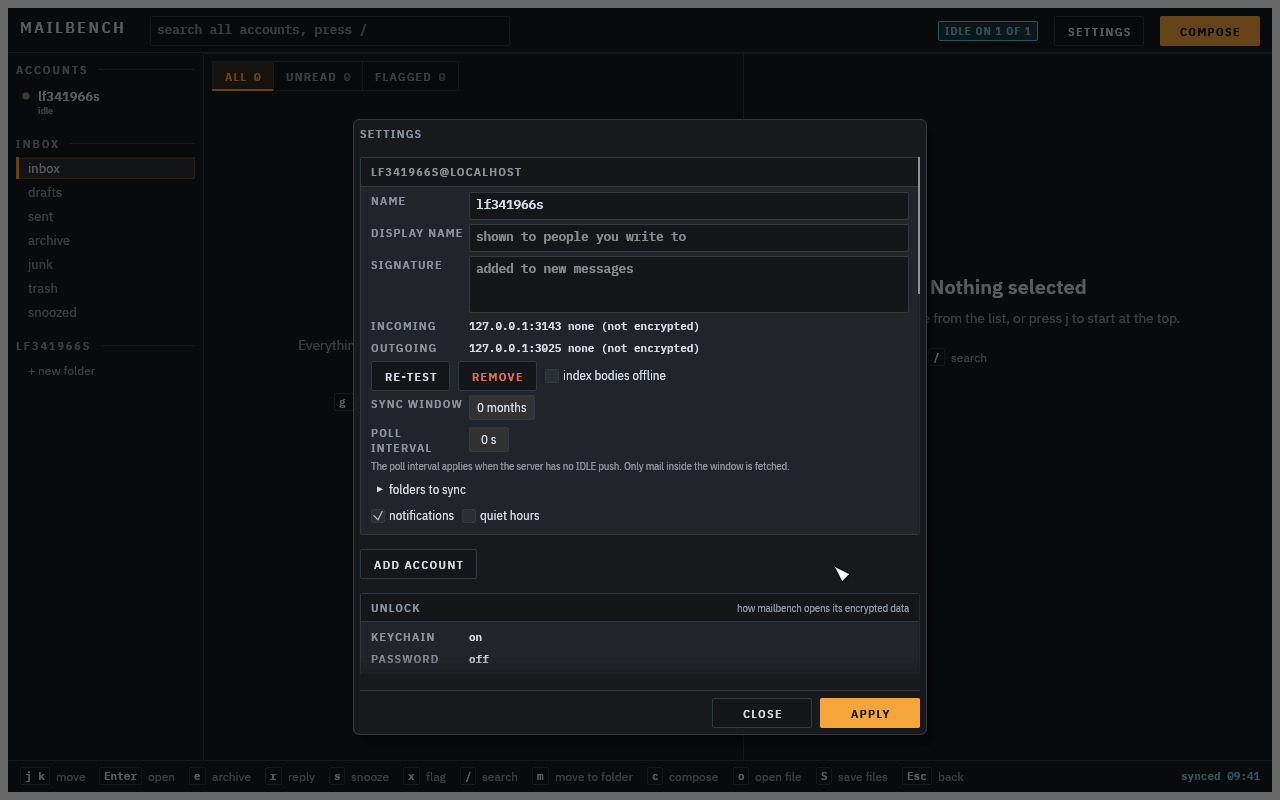 MAILBENCH
search all accounts, press /
IDLE ON 1 OF 1
SETTINGS
COMPOSE
ACCOUNTS
lf341966s
idle
INBOX
inbox
drafts
sent
archive
junk
trash
snoozed
LF341966S
+ new folder
ALL 0
UNREAD 0
FLAGGED 0
Everythin
g
SETTINGS
LF341966S@LOCALHOST
NAME
lf341966s
DISPLAY NAME
shown to people you write to
SIGNATURE
added to new messages
INCOMING
127.0.0.1:3143 none (not encrypted)
OUTGOING
127.0.0.1:3025 none (not encrypted)
RE-TEST
REMOVE
index bodies offline
SYNC WINDOW
0 months
POLL
INTERVAL
0 s
The poll interval applies when the server has no IDLE push. Only mail inside the window is fetched.
folders to sync
notifications
quiet hours
ADD ACCOUNT
UNLOCK
how mailbench opens its encrypted data
KEYCHAIN
on
PASSWORD
off
CLOSE
APPLY
Nothing selected
e from the list, or press j to start at the top.
/ search
j k move
Enter open
e archive
r reply
s snooze
x flag
/ search
m move to folder
c compose
o open file
S save files
Esc back
synced 09:41